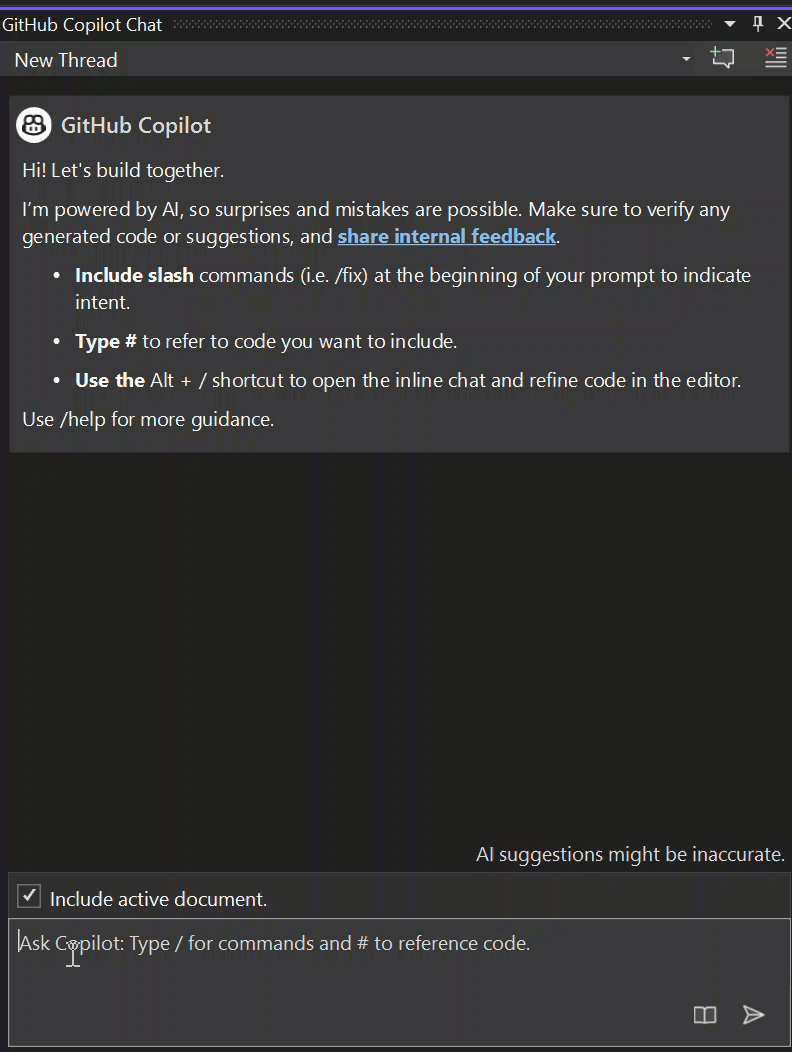 GitHub Copilot Chat
New Thread
GitHub Copilot
Hi! Let's build together.
I'm powered by AI, so surprises and mistakes are possible. Make sure to verify any
generated code or suggestions, and share internal feedback.
• Include slash commands (i.e. /fix) at the beginning of your prompt to indicate
intent.
• Type # to refer to code you want to include.
• Use the Alt + / shortcut to open the inline chat and refine code in the editor.
Use /help for more guidance.
AI suggestions might be inaccurate.
Include active document.
Ask Copilot: Type / for commands and # to reference code.